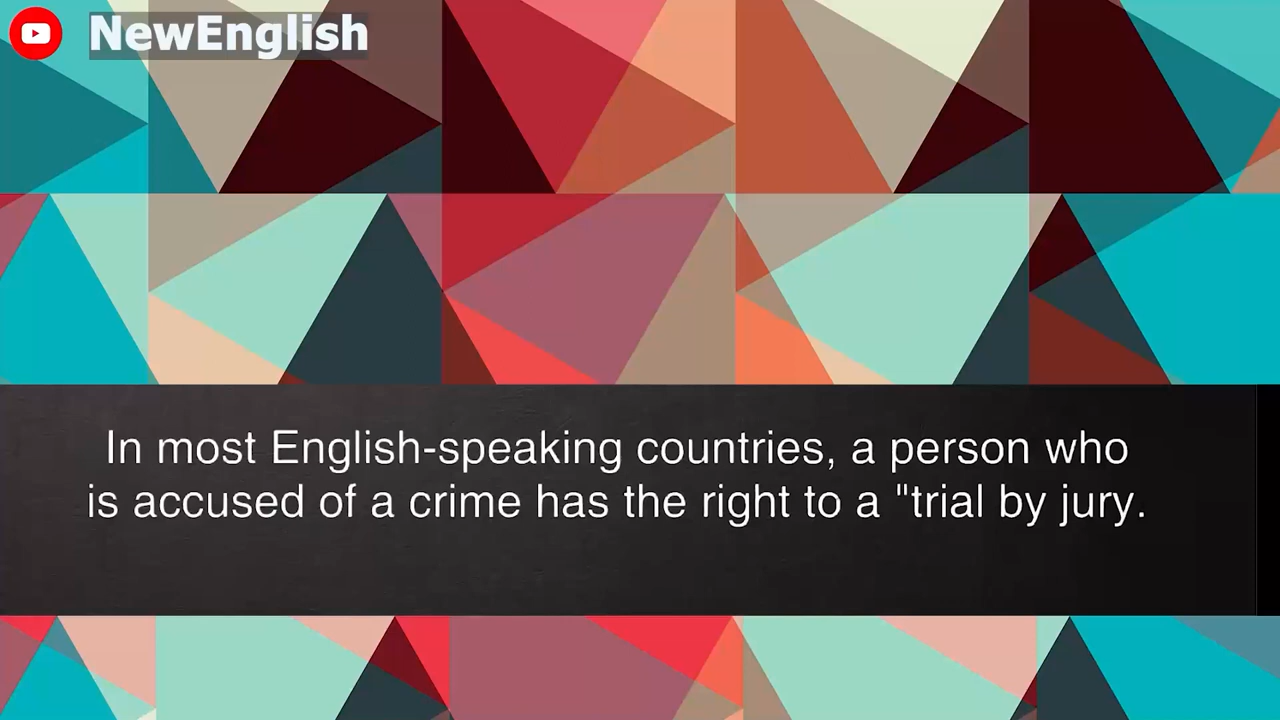 NewEnglish
In most English-speaking countries, a person who
is accused of a crime has the right to a "trial by jury.